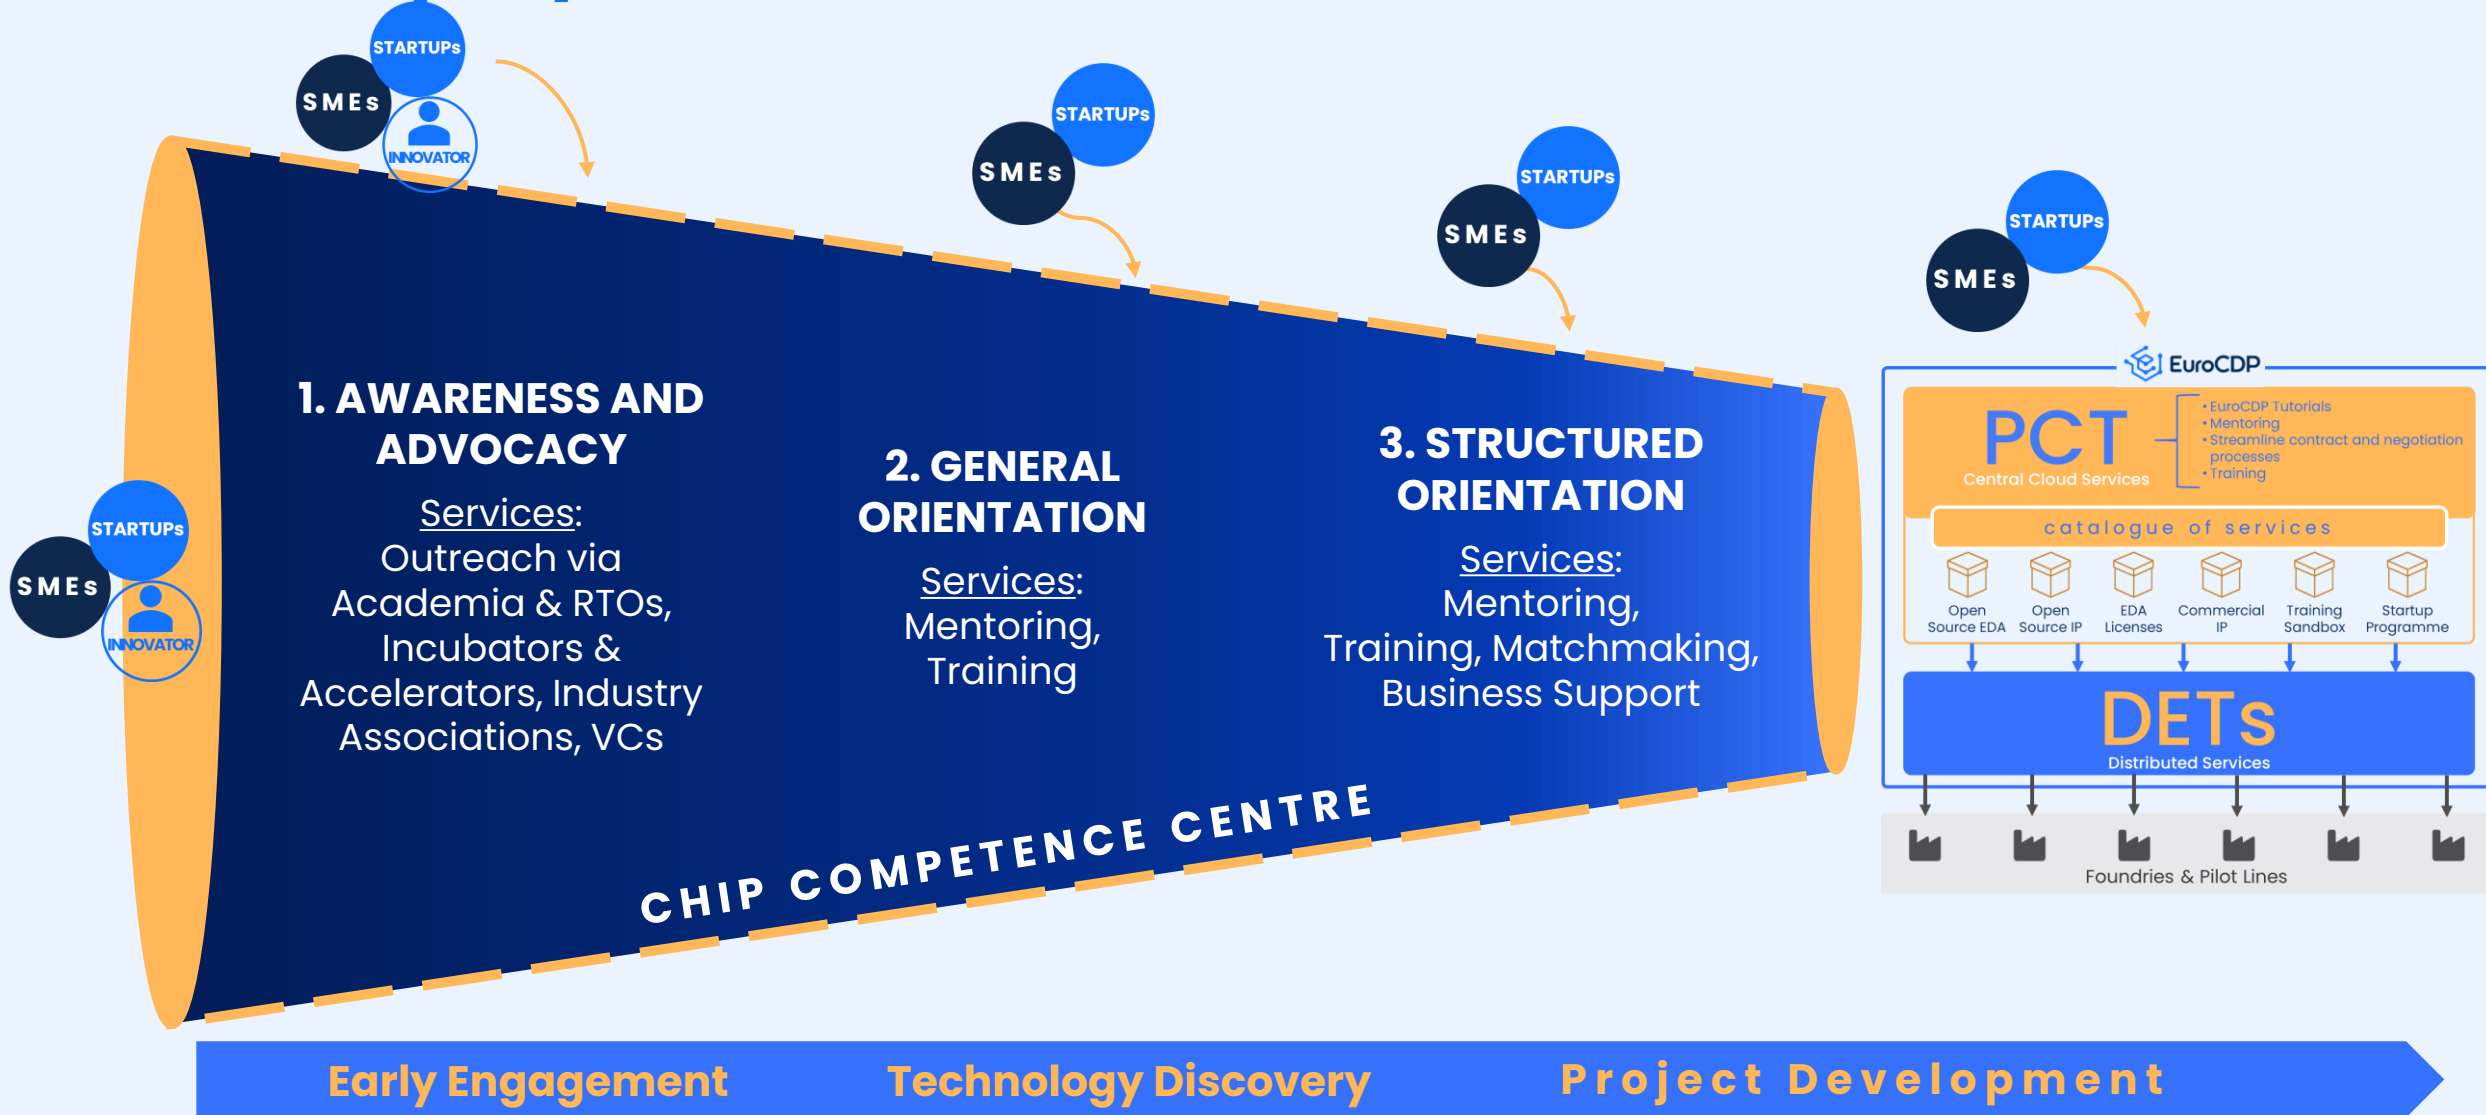 STARTUPs
SMEs
INNOVATOR
STARTUPs
SMEs
STARTUPs
SMEs
STARTUPs
SMEs
STARTUPs
SMEs
INNOVATOR
1. AWARENESS AND
ADVOCACY
Services:
Outreach via
Academia & RTOs,
Incubators &
Accelerators, Industry
Associations, VCs
2. GENERAL
ORIENTATION
Services:
Mentoring,
Training
3. STRUCTURED
ORIENTATION
Services:
Mentoring,
Training, Matchmaking,
Business Support
CHIP COMPETENCE CENTRE
EuroCDP
PCT
Central Cloud Services
• EuroCDP Tutorials
• Mentoring
• Streamline contract and negotiation
processes
• Training
catalogue of services
Open
Source EDA
Open
Source IP
EDA
Licenses
Commercial
IP
Training
Sandbox
Startup
Programme
DETs
Distributed Services
Foundries & Pilot Lines
Early Engagement
Technology Discovery
Project Development